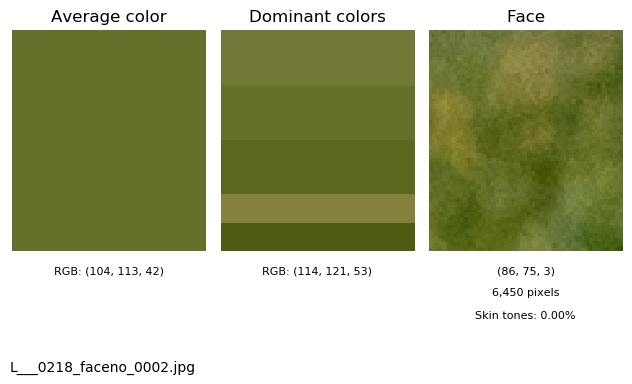 Average color
Dominant colors
Face
RGB: (104, 113, 42)
RGB: (114, 121, 53)
(86, 75, 3)
6,450 pixels
Skin tones: 0.00%
L___0218_faceno_0002.jpg